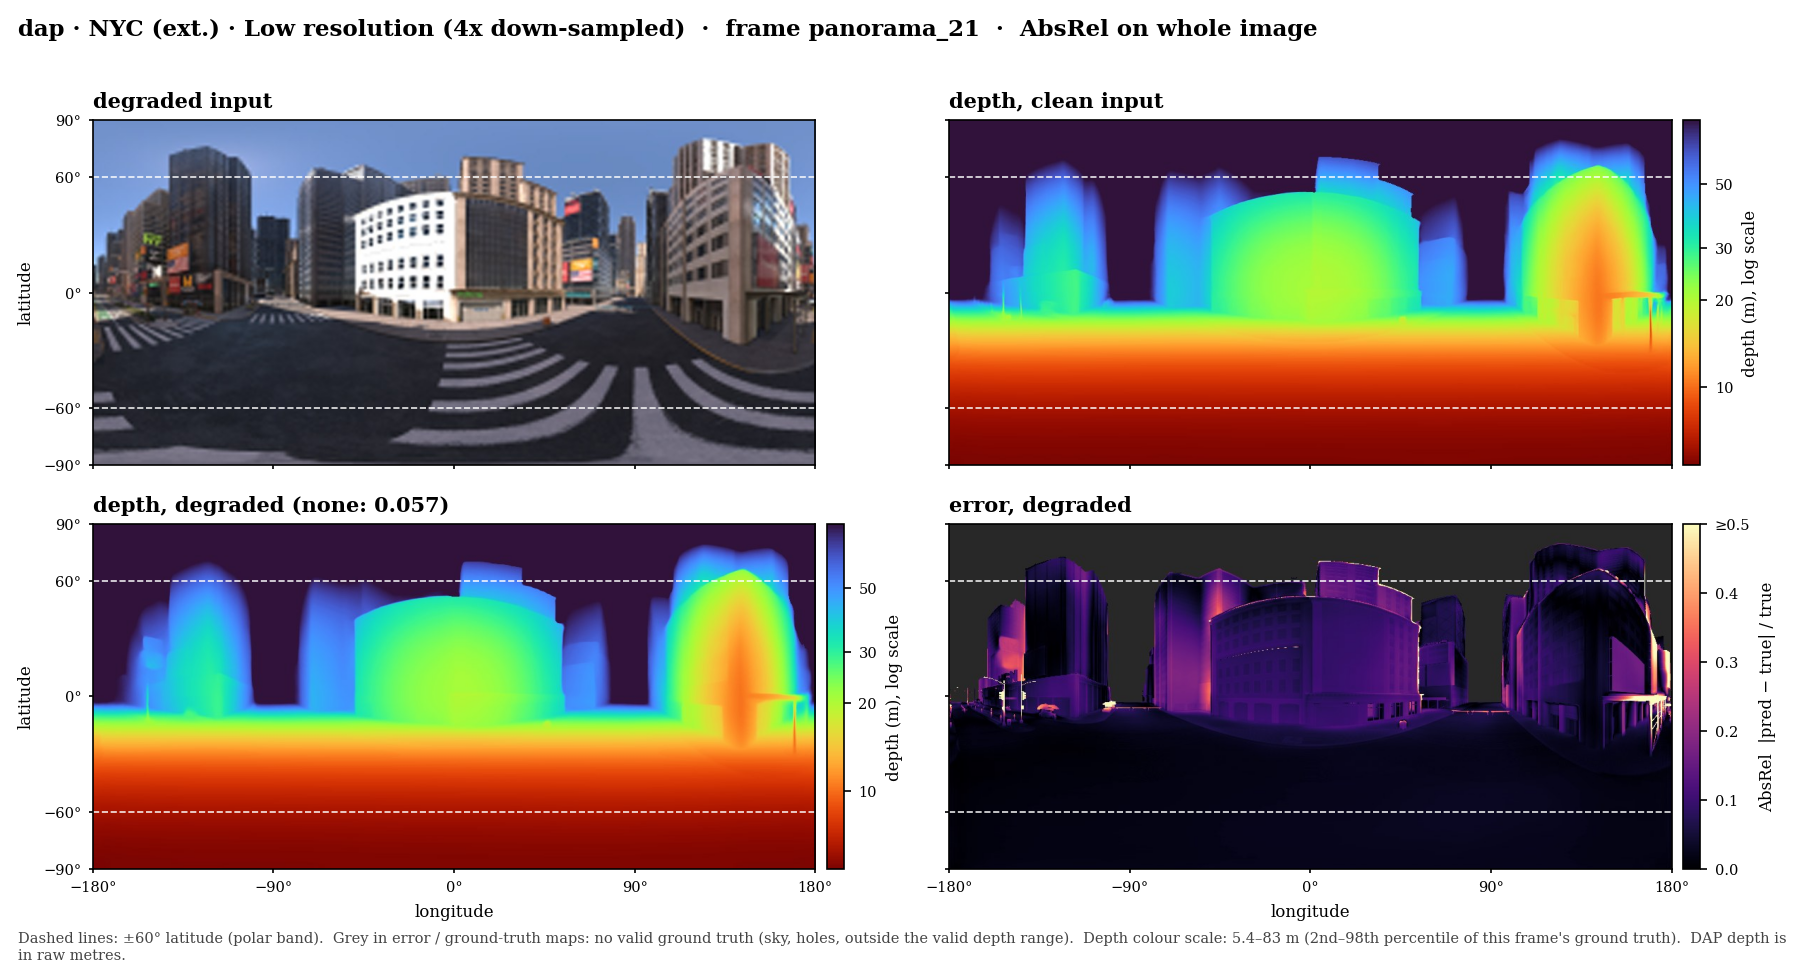 dap · NYC (ext.) · Low resolution (4x down-sampled)  ·  frame panorama_21  ·  AbsRel on whole image
degraded input
depth, clean input
90°
60°
0°
−60°
−90°
latitude
50
30
20
10
depth (m), log scale
depth, degraded (none: 0.057)
error, degraded
90°
60°
0°
−60°
−90°
latitude
−180°
−90°
0°
90°
180°
longitude
50
30
20
10
depth (m), log scale
−180°
−90°
0°
90°
180°
longitude
≥0.5
0.4
0.3
0.2
0.1
0.0
AbsRel |pred − true| / true
Dashed lines: ±60° latitude (polar band).  Grey in error / ground-truth maps: no valid ground truth (sky, holes, outside the valid depth range).  Depth colour scale: 5.4–83 m (2nd–98th percentile of this frame's ground truth).  DAP depth is
in raw metres.